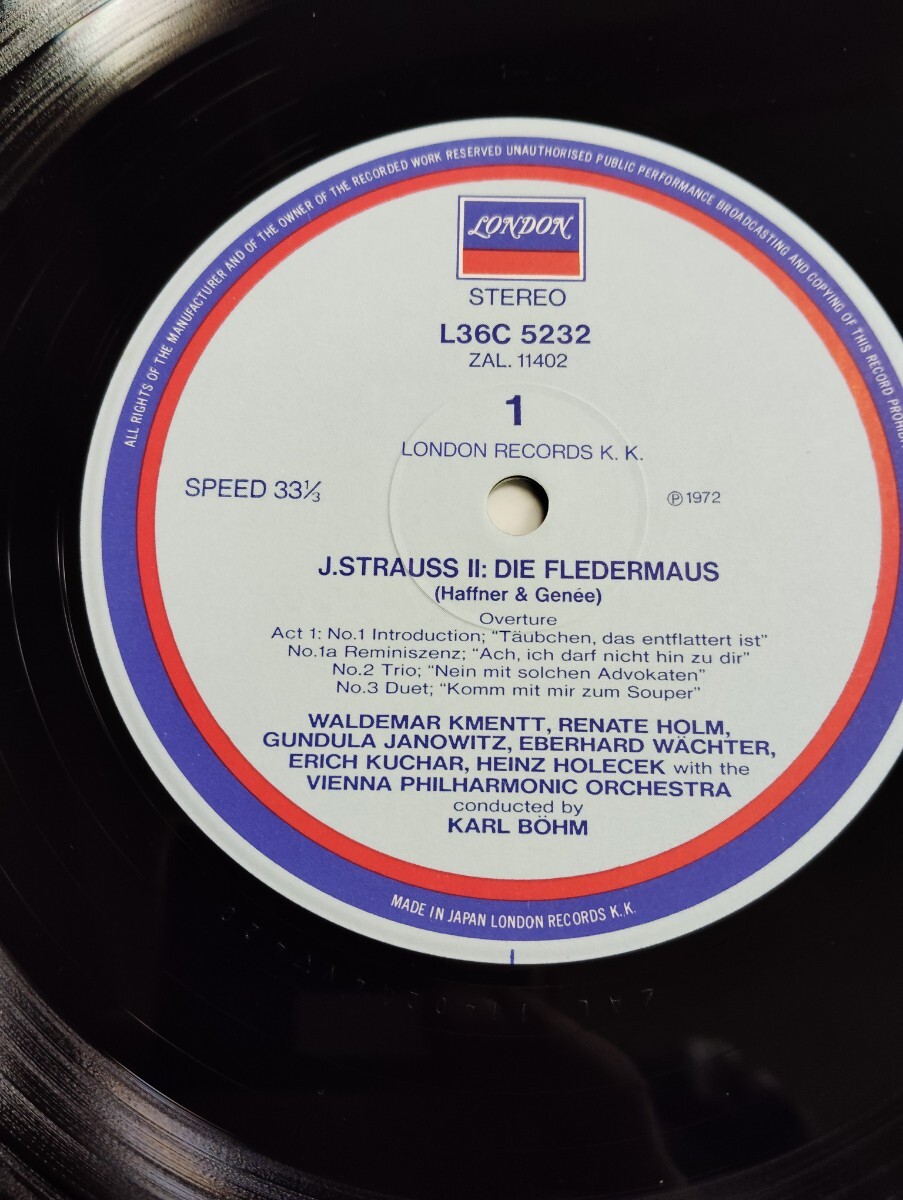 ALL RIGHTS OF THE MANUFACTURER AND OF THE OWNER OF THE RECORDED WORK RESERVED UNAUTHORISED PUBLIC PERFORMANCE BROADCASTING AND COPYING OF THIS RECORD
LONDON
STEREO
L36C 5232
ZAL. 11402
1
LONDON RECORDS K. K.
SPEED 33⅓
℗ 1972
J.STRAUSS II: DIE FLEDERMAUS
(Haffner & Genée)
Overture
Act 1: No.1 Introduction; “Täubchen, das entflattert ist”
No.1a Reminiszenz; “Ach, ich darf nicht hin zu dir”
No.2 Trio; “Nein mit solchen Advokaten”
No.3 Duet; “Komm mit mir zum Souper”
WALDEMAR KMENTT, RENATE HOLM,
GUNDULA JANOWITZ, EBERHARD WÄCHTER,
ERICH KUCHAR, HEINZ HOLECEK with the
VIENNA PHILHARMONIC ORCHESTRA
conducted by
KARL BÖHM
MADE IN JAPAN LONDON RECORDS K. K.